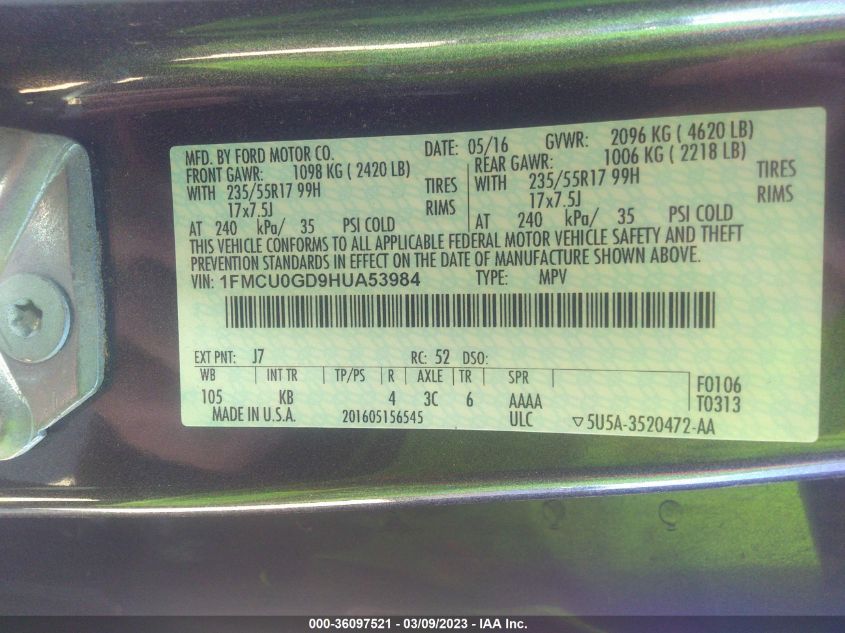 MFD. BY FORD MOTOR CO. DATE: 05/16 GVWR: 2096 KG ( 4620 LB)
FRONT GAWR: 1098 KG ( 2420 LB) REAR GAWR: 1006 KG ( 2218 LB)
WITH 235/55R17 99H TIRES WITH 235/55R17 99H TIRES
17x7.5J RIMS 17x7.5J RIMS
AT 240 kPa/ 35 PSI COLD AT 240 kPa/ 35 PSI COLD
THIS VEHICLE CONFORMS TO ALL APPLICABLE FEDERAL MOTOR VEHICLE SAFETY AND THEFT
PREVENTION STANDARDS IN EFFECT ON THE DATE OF MANUFACTURE SHOWN ABOVE.
VIN: 1FMCU0GD9HUA53984 TYPE: MPV
EXT PNT: J7 RC: 52 DSO:
WB INT TR TP/PS R AXLE TR SPR
105 KB 4 3C 6 AAAA F0106
T0313
MADE IN U.S.A. 201605156545 ULC ▽5U5A-3520472-AA
000-36097521 - 03/09/2023 - IAA Inc.